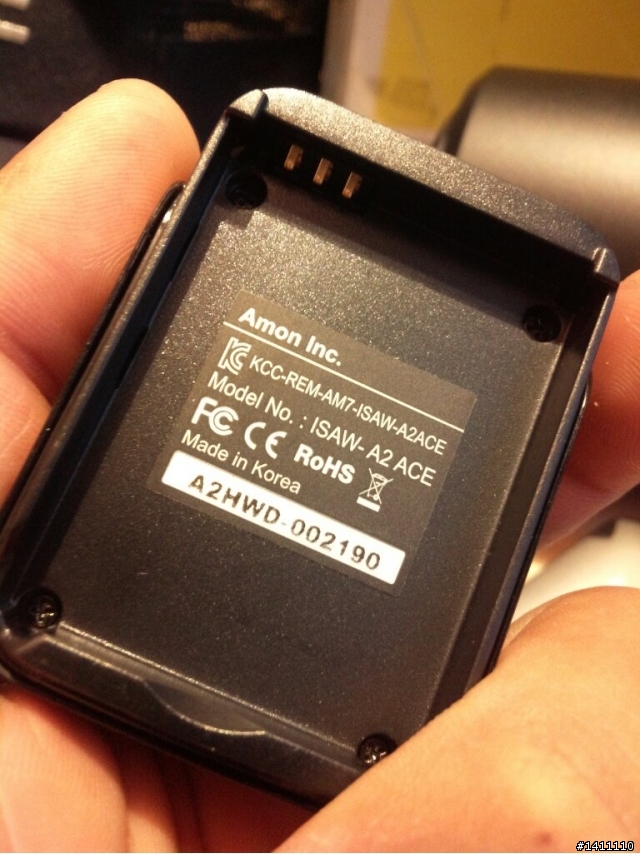 Amon Inc.
KCC-REM-AM7-ISAW-A2ACE
Model No. : ISAW- A2 ACE
FC CE RoHS
Made in Korea
A2HWD-002190
#1411110